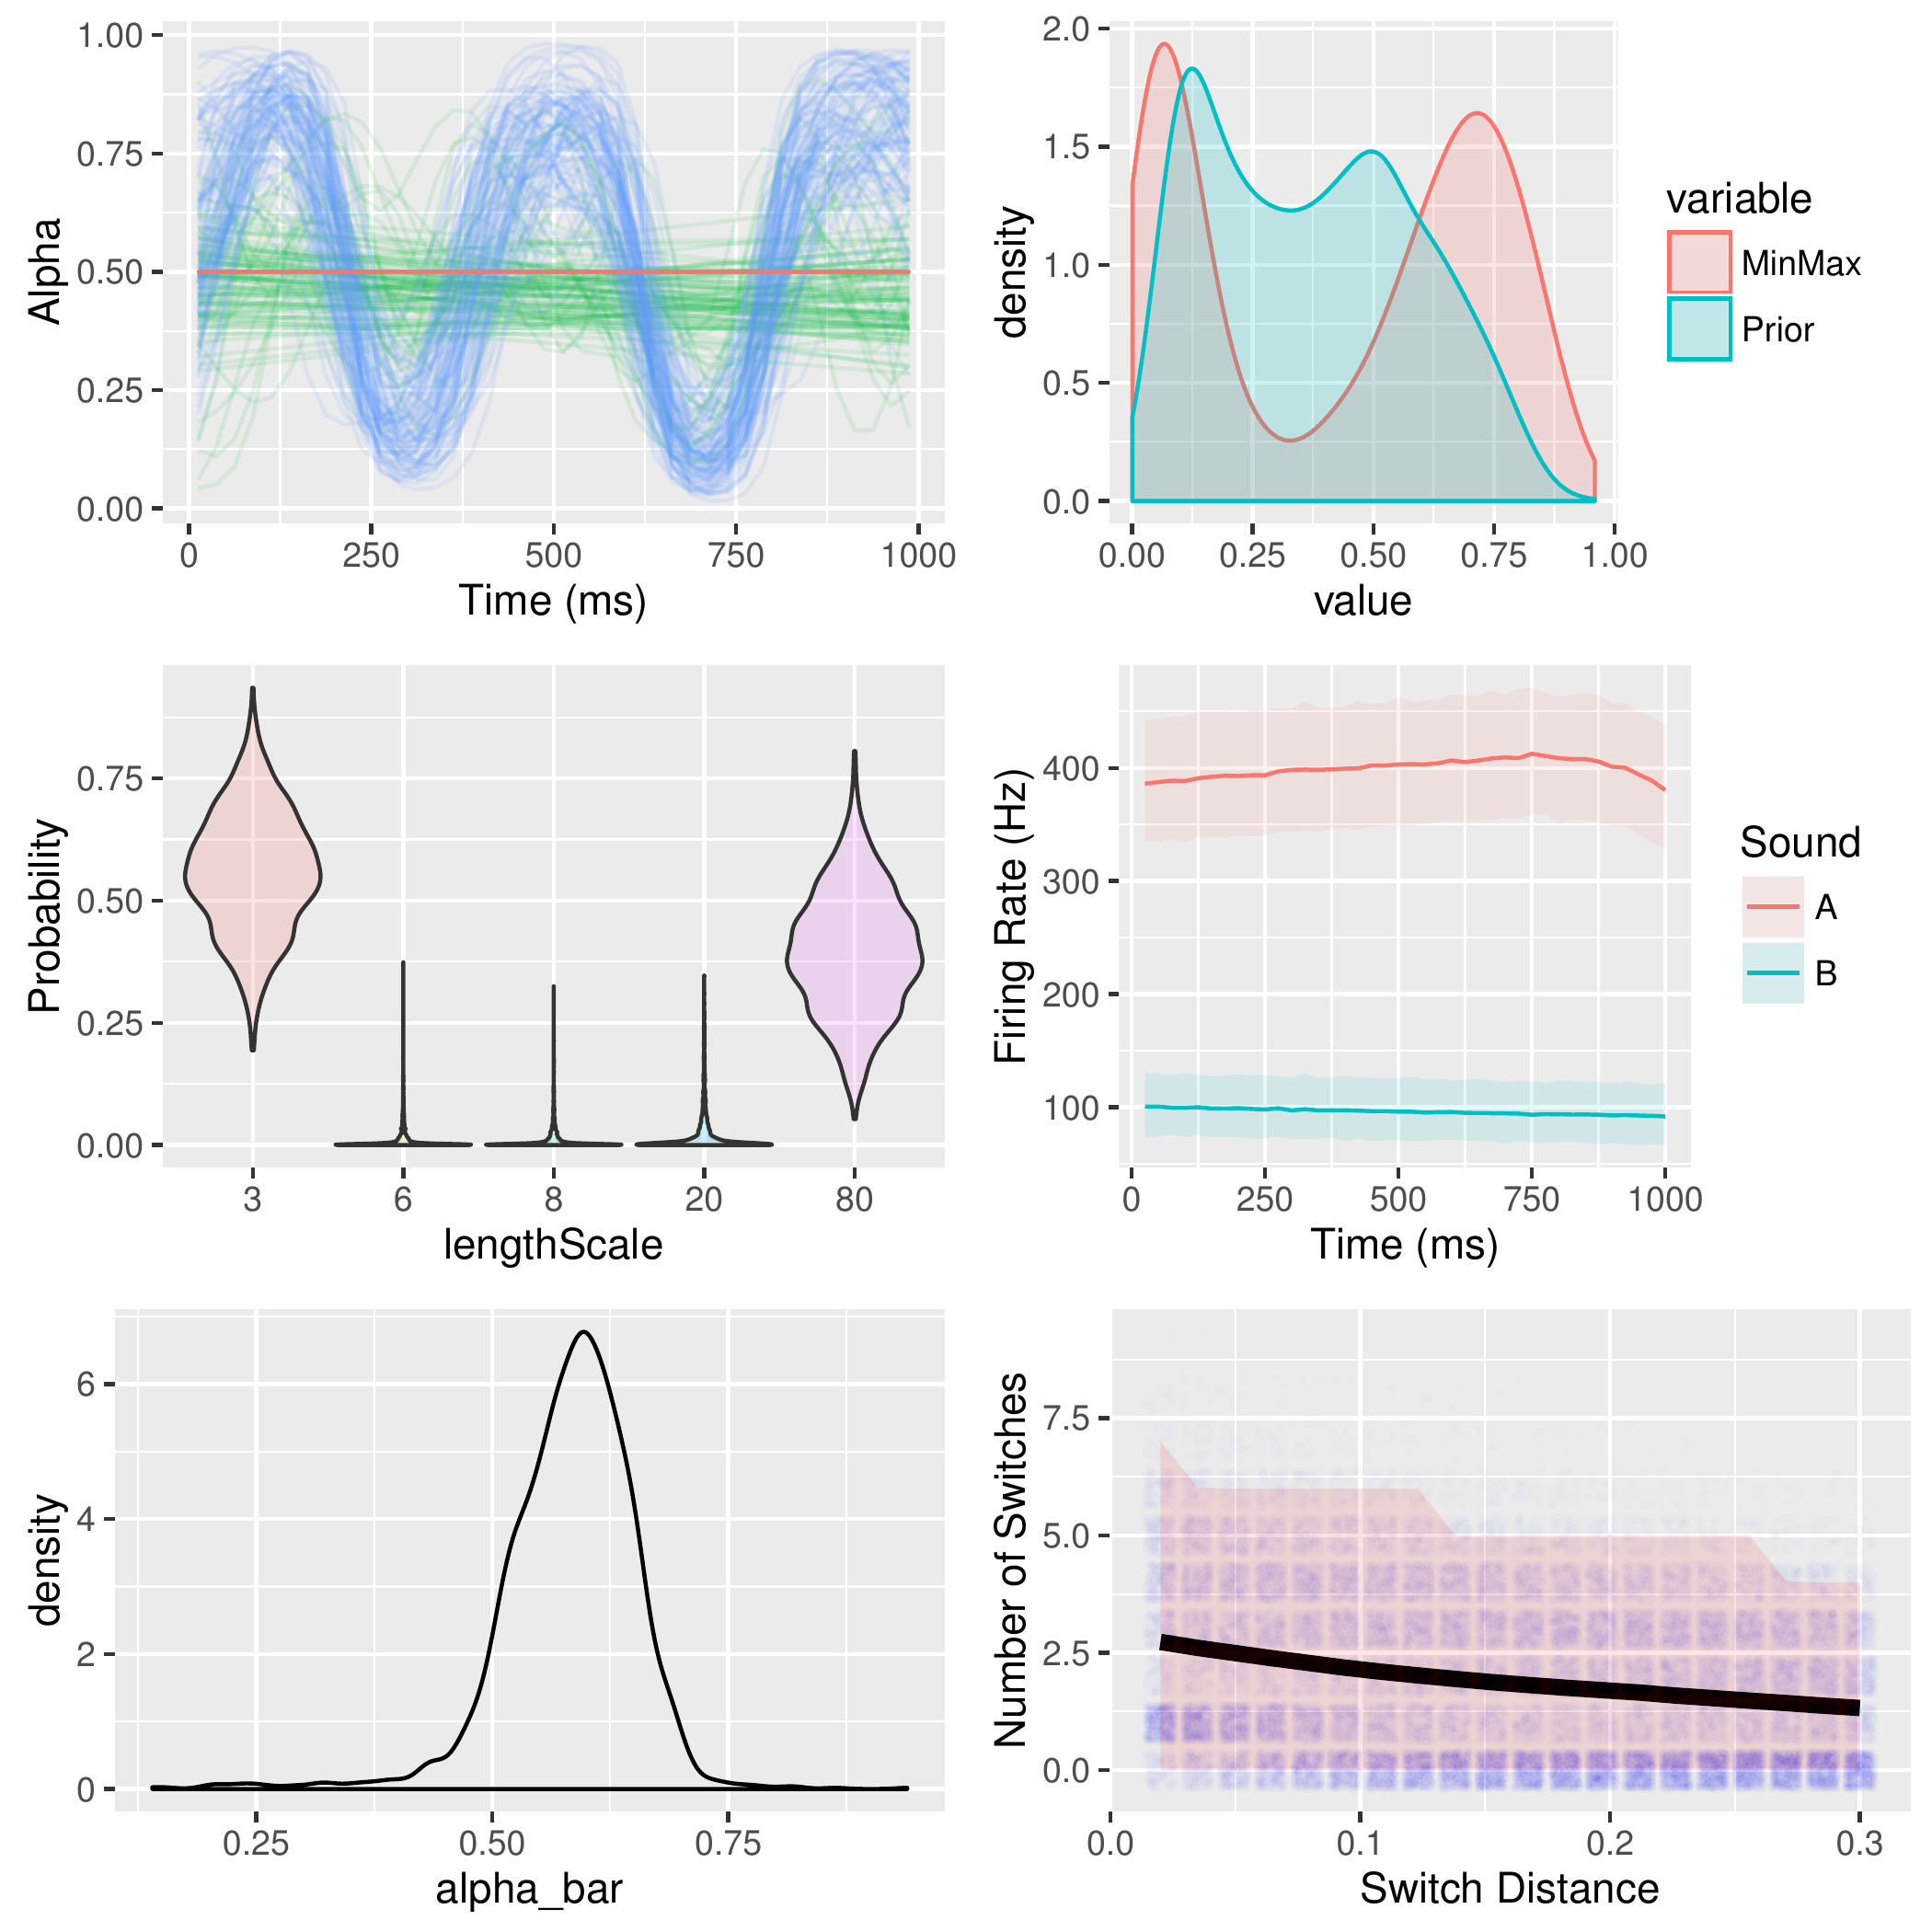 1.00
0.75
0.50
0.25
0.00
Alpha
0 250 500 750 1000
Time (ms)
2.0
1.5
1.0
0.5
0.0
density
0.00 0.25 0.50 0.75 1.00
value
variable
MinMax
Prior
0.75
0.50
0.25
0.00
Probability
3 6 8 20 80
lengthScale
400
300
200
100
Firing Rate (Hz)
0 250 500 750 1000
Time (ms)
Sound
A
B
6
4
2
0
density
0.25 0.50 0.75
alpha_bar
7.5
5.0
2.5
0.0
Number of Switches
0.0 0.1 0.2 0.3
Switch Distance